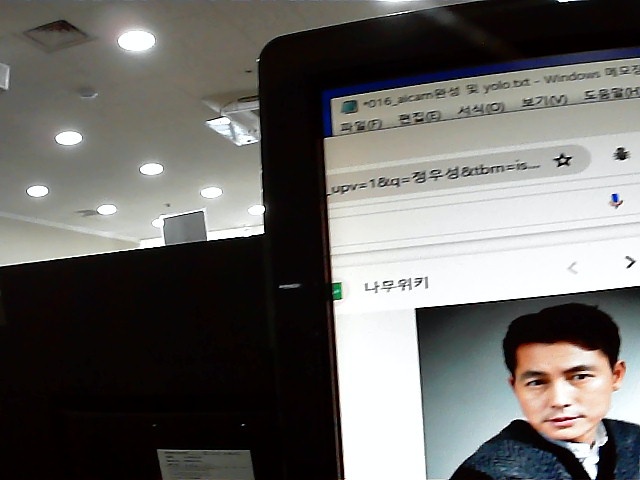 *016_aicam완성 및 yolo.txt - Windows 메모장
파일(F) 편집(E) 서식(O) 보기(V) 도움말(H)
_upv=1&q=정우성&tbm=is...
나무위키